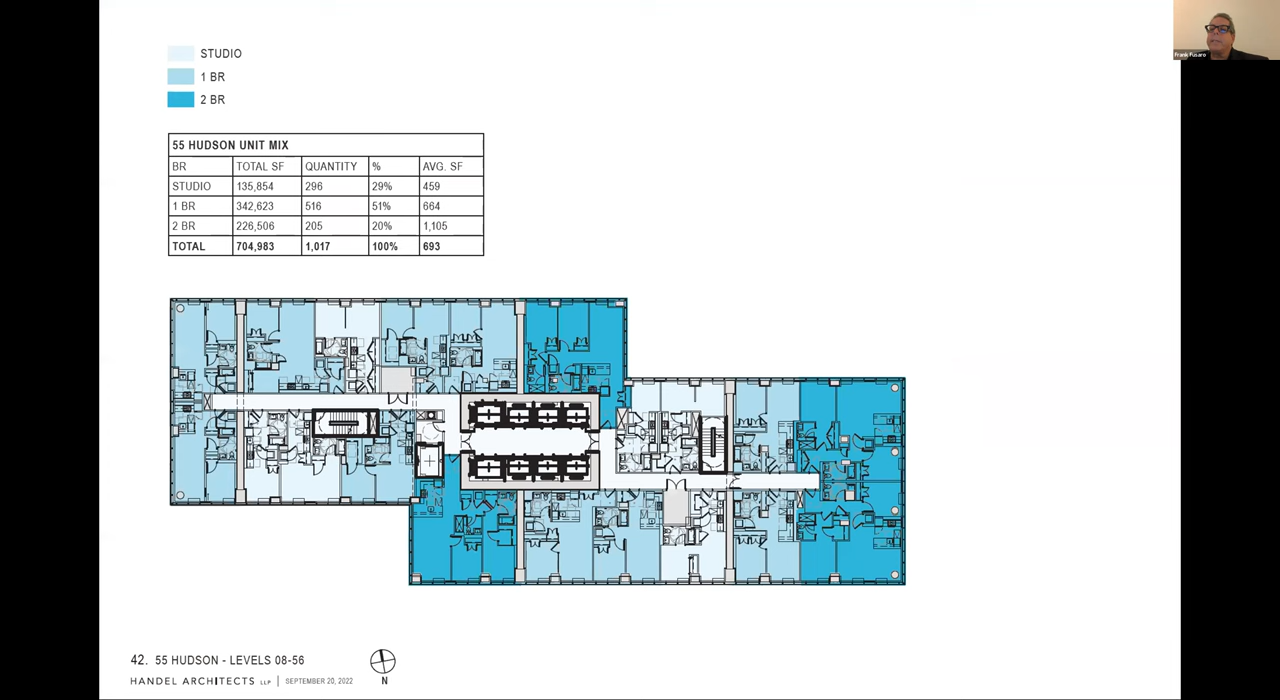 Frank Fusaro
STUDIO
1 BR
2 BR
55 HUDSON UNIT MIX
BR TOTAL SF QUANTITY % AVG. SF
STUDIO 135,854 296 29% 459
1 BR 342,623 516 51% 664
2 BR 226,506 205 20% 1,105
TOTAL 704,983 1,017 100% 693
42. 55 HUDSON - LEVELS 08-56
HANDEL ARCHITECTS LLP | SEPTEMBER 20, 2022
N